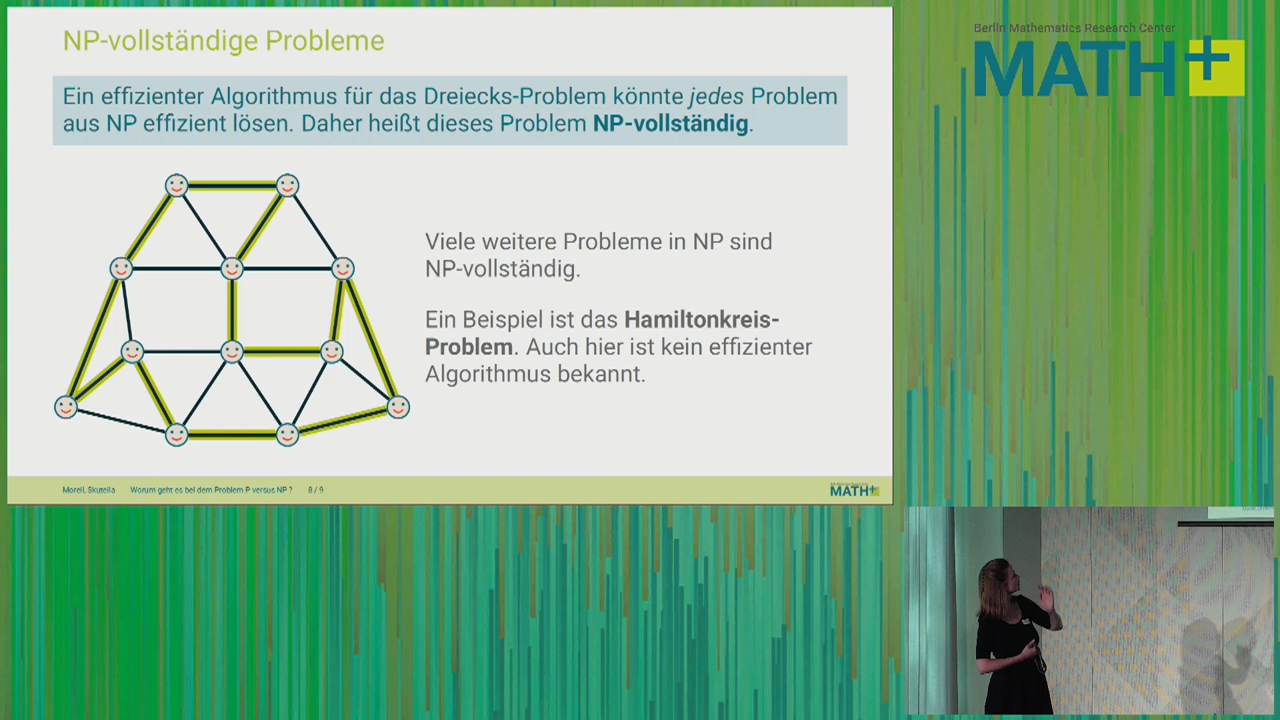 NP-vollständige Probleme
Ein effizienter Algorithmus für das Dreiecks-Problem könnte jedes Problem
aus NP effizient lösen. Daher heißt dieses Problem NP-vollständig.
Viele weitere Probleme in NP sind
NP-vollständig.
Ein Beispiel ist das Hamiltonkreis-
Problem. Auch hier ist kein effizienter
Algorithmus bekannt.
Morell, Skutella Worum geht es bei dem Problem P versus NP ? 8 / 9
MATH+
Berlin Mathematics Research Center
MATH+